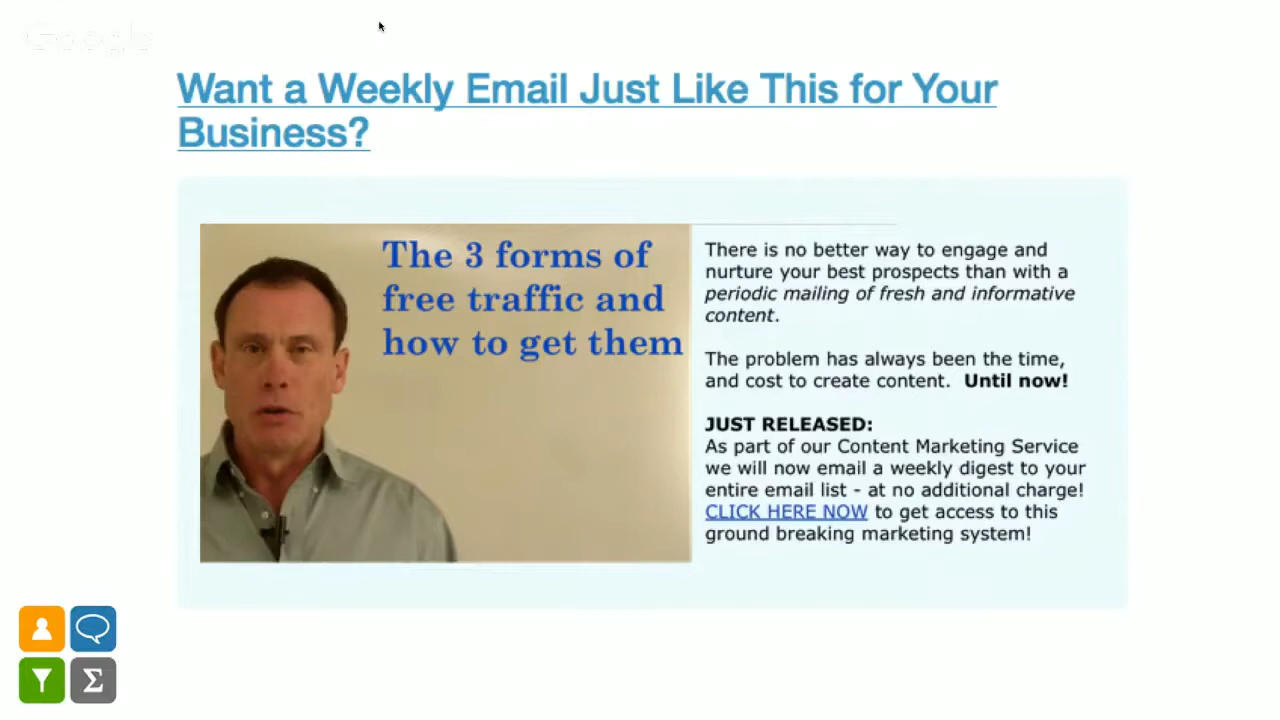 Google
Want a Weekly Email Just Like This for Your
Business?
The 3 forms of
free traffic and
how to get them
There is no better way to engage and
nurture your best prospects than with a
periodic mailing of fresh and informative
content.
The problem has always been the time,
and cost to create content.  Until now!
JUST RELEASED:
As part of our Content Marketing Service
we will now email a weekly digest to your
entire email list - at no additional charge!
CLICK HERE NOW to get access to this
ground breaking marketing system!
Σ